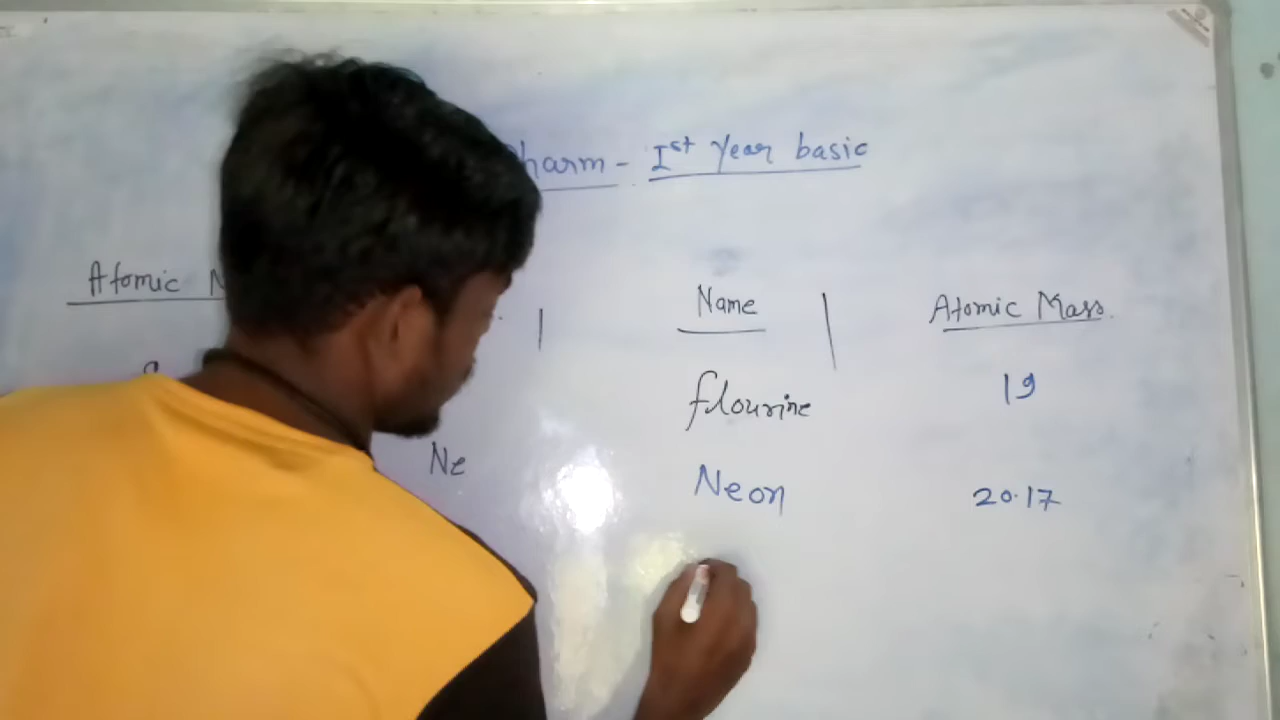 harm - Ist Year basic
Atomic N
Name
Atomic Mass
flourine
19
Ne
Neon
20.17